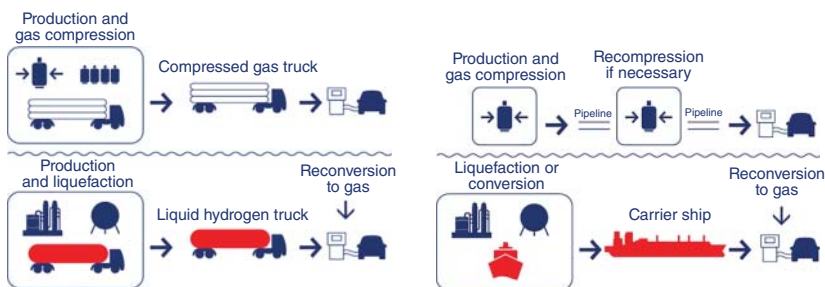 Production and
gas compression
Compressed gas truck
Production and
gas compression
Recompression
if necessary
Pipeline
Pipeline
Production
and liquefaction
Liquid hydrogen truck
Reconversion
to gas
Liquefaction or
conversion
Carrier ship
Reconversion
to gas